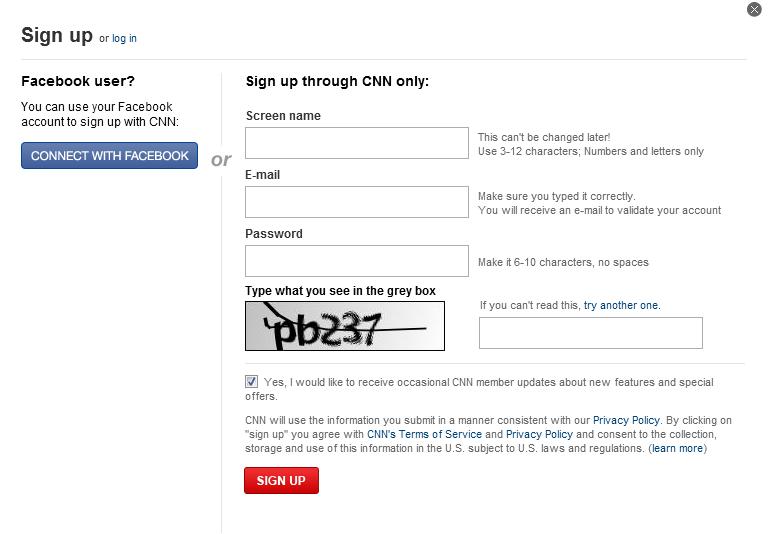 Sign up or log in
Facebook user?
You can use your Facebook
account to sign up with CNN:
CONNECT WITH FACEBOOK
or
Sign up through CNN only:
Screen name
This can't be changed later!
Use 3-12 characters; Numbers and letters only
E-mail
Make sure you typed it correctly.
You will receive an e-mail to validate your account
Password
Make it 6-10 characters, no spaces
Type what you see in the grey box
pb237
If you can't read this, try another one.
Yes, I would like to receive occasional CNN member updates about new features and special
offers.
CNN will use the information you submit in a manner consistent with our Privacy Policy. By clicking on
"sign up" you agree with CNN's Terms of Service and Privacy Policy and consent to the collection,
storage and use of this information in the U.S. subject to U.S. laws and regulations. (learn more)
SIGN UP